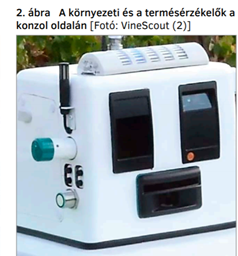 2. ábra A környezeti és a termésérzékelők a
konzol oldalán [Fotó: VineScout (2)]